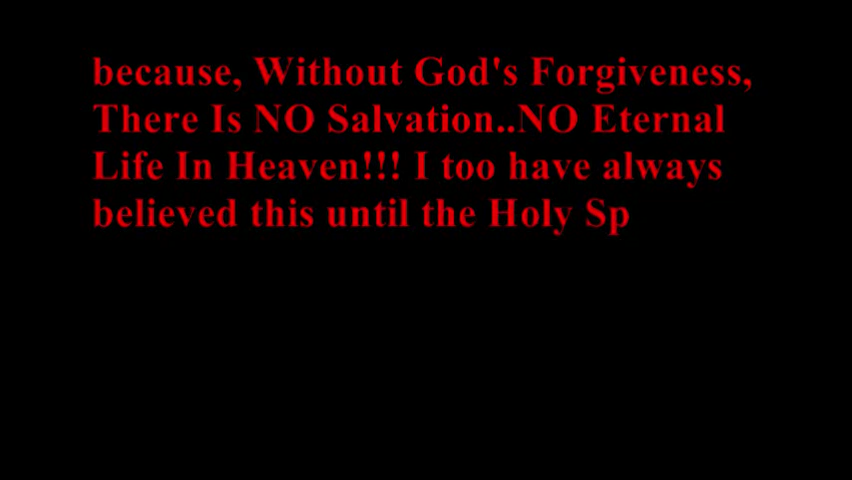 because, Without God's Forgiveness,
There Is NO Salvation..NO Eternal
Life In Heaven!!! I too have always
believed this until the Holy Sp